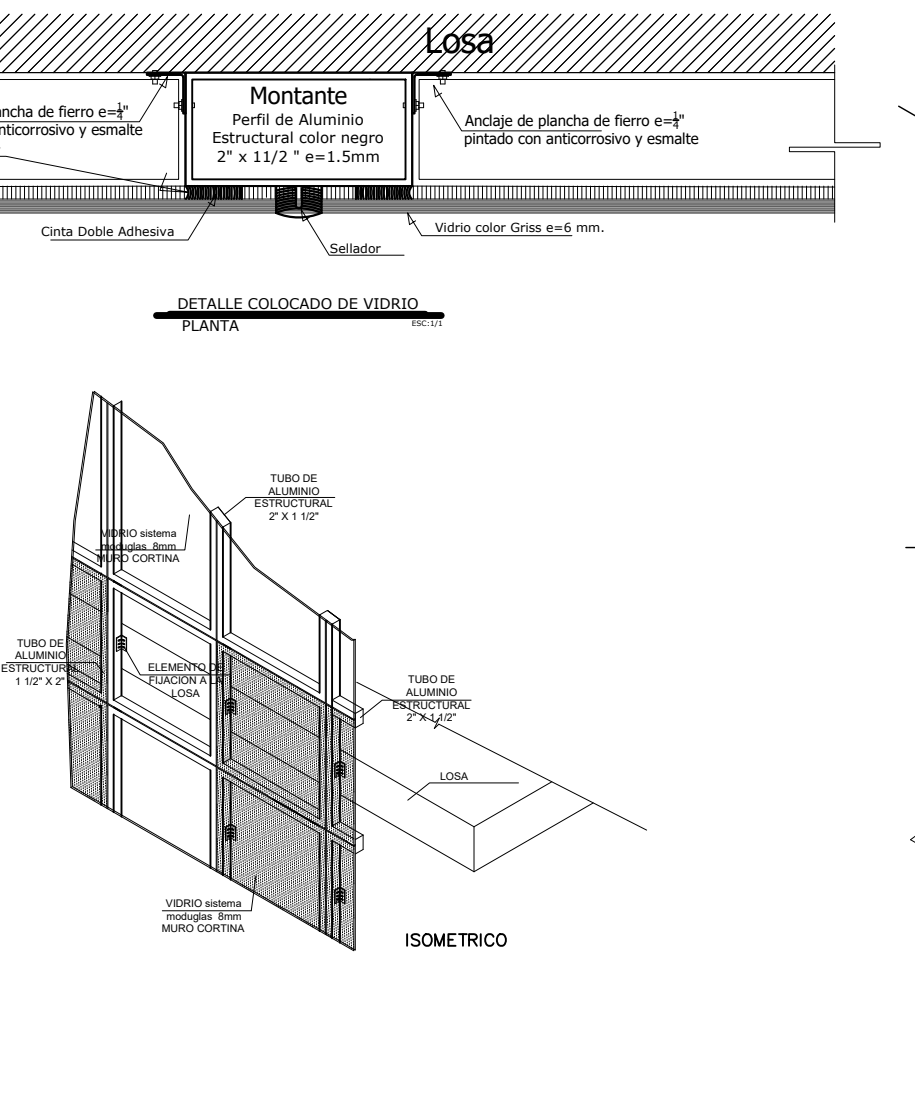 Losa
Montante
Perfil de Aluminio
Estructural color negro
2" x 11/2 " e=1.5mm
ncha de fierro e=1/4"
nticorrosivo y esmalte
Anclaje de plancha de fierro e=1/4"
pintado con anticorrosivo y esmalte
Cinta Doble Adhesiva
Sellador
Vidrio color Griss e=6 mm.
DETALLE COLOCADO DE VIDRIO
PLANTA
ESC:1/1
TUBO DE
ALUMINIO
ESTRUCTURAL
2" X 1 1/2"
VIDRIO sistema
moduglas 8mm
MURO CORTINA
TUBO DE
ALUMINIO
ESTRUCTURAL
1 1/2" X 2"
ELEMENTO DE
FIJACION A LA
LOSA
TUBO DE
ALUMINIO
ESTRUCTURAL
2" X 1 1/2"
LOSA
VIDRIO sistema
moduglas 8mm
MURO CORTINA
ISOMETRICO